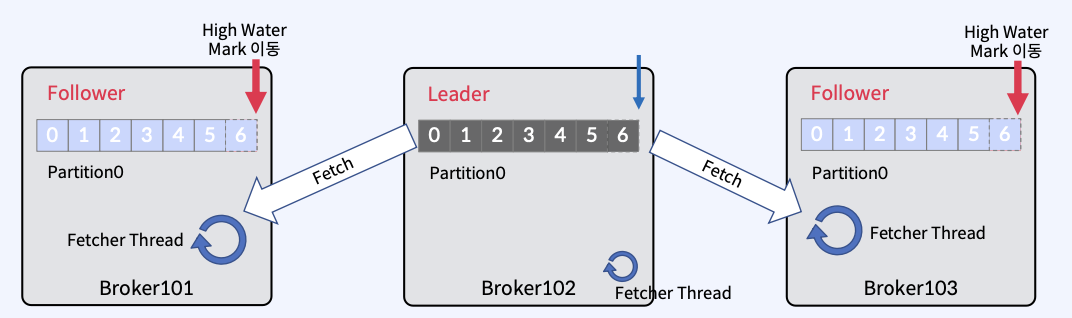 High Water
Mark 이동
Follower
0 1 2 3 4 5 6
Partition0
Fetcher Thread
Broker101
Fetch
Leader
0 1 2 3 4 5 6
Partition0
Broker102
Fetcher Thread
Fetch
High Water
Mark 이동
Follower
0 1 2 3 4 5 6
Partition0
Fetcher Thread
Broker103